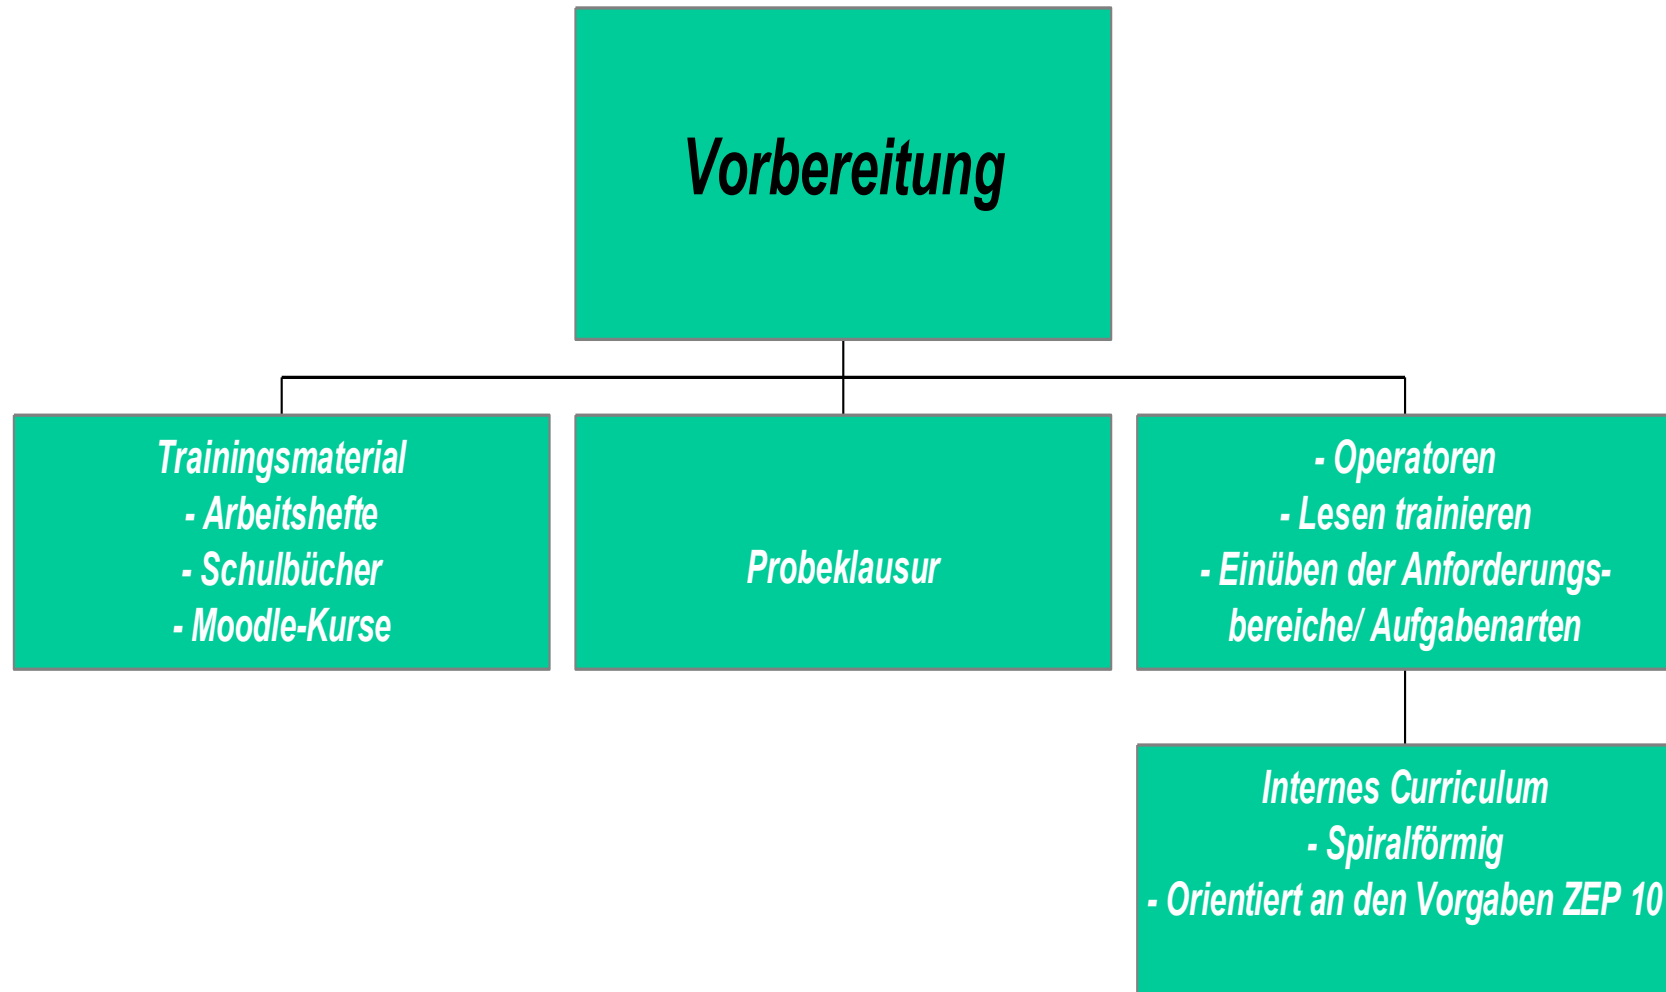 Vorbereitung
Trainingsmaterial
- Arbeitshefte
- Schulbücher
- Moodle-Kurse
Probeklausur
- Operatoren
- Lesen trainieren
- Einüben der Anforderungs-
bereiche/ Aufgabenarten
Internes Curriculum
- Spiralförmig
- Orientiert an den Vorgaben ZEP 10